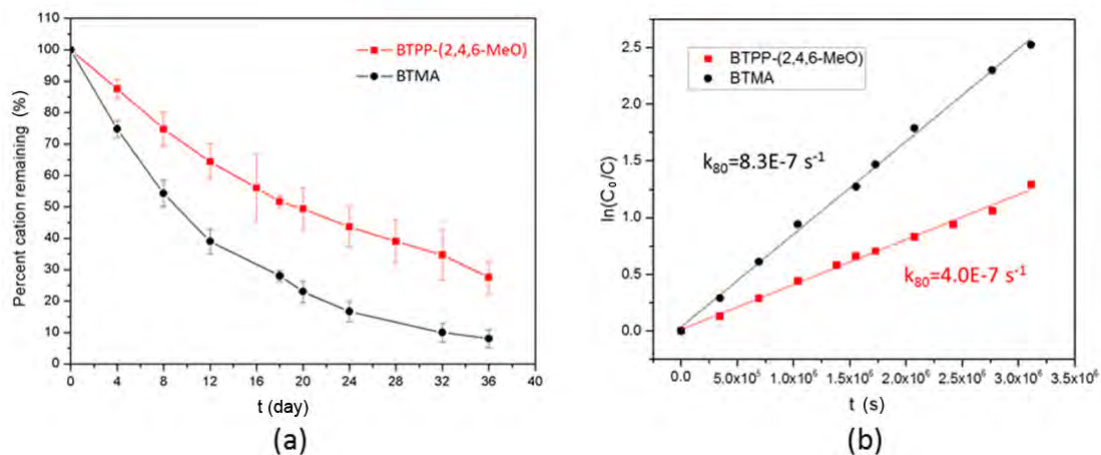 110
100
90
80
70
60
50
40
30
20
10
0
Percent cation remaining (%)
BTPP-(2,4,6-MeO)
BTMA
0 4 8 12 16 20 24 28 32 36 40
t (day)
(a)
2.5
2.0
1.5
1.0
0.5
0.0
ln(C₀/C)
BTPP-(2,4,6-MeO)
BTMA
k₈₀=8.3E-7 s⁻¹
k₈₀=4.0E-7 s⁻¹
0.0 5.0x10⁵ 1.0x10⁶ 1.5x10⁶ 2.0x10⁶ 2.5x10⁶ 3.0x10⁶ 3.5x10⁶
t (s)
(b)